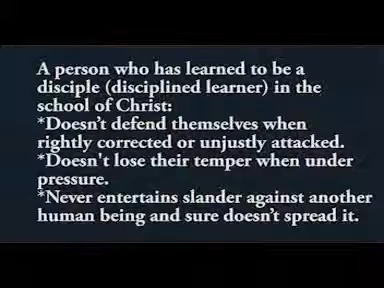 A person who has learned to be a
disciple (disciplined learner) in the
school of Christ:
*Doesn't defend themselves when
rightly corrected or unjustly attacked.
*Doesn't lose their temper when under
pressure.
*Never entertains slander against another
human being and sure doesn't spread it.